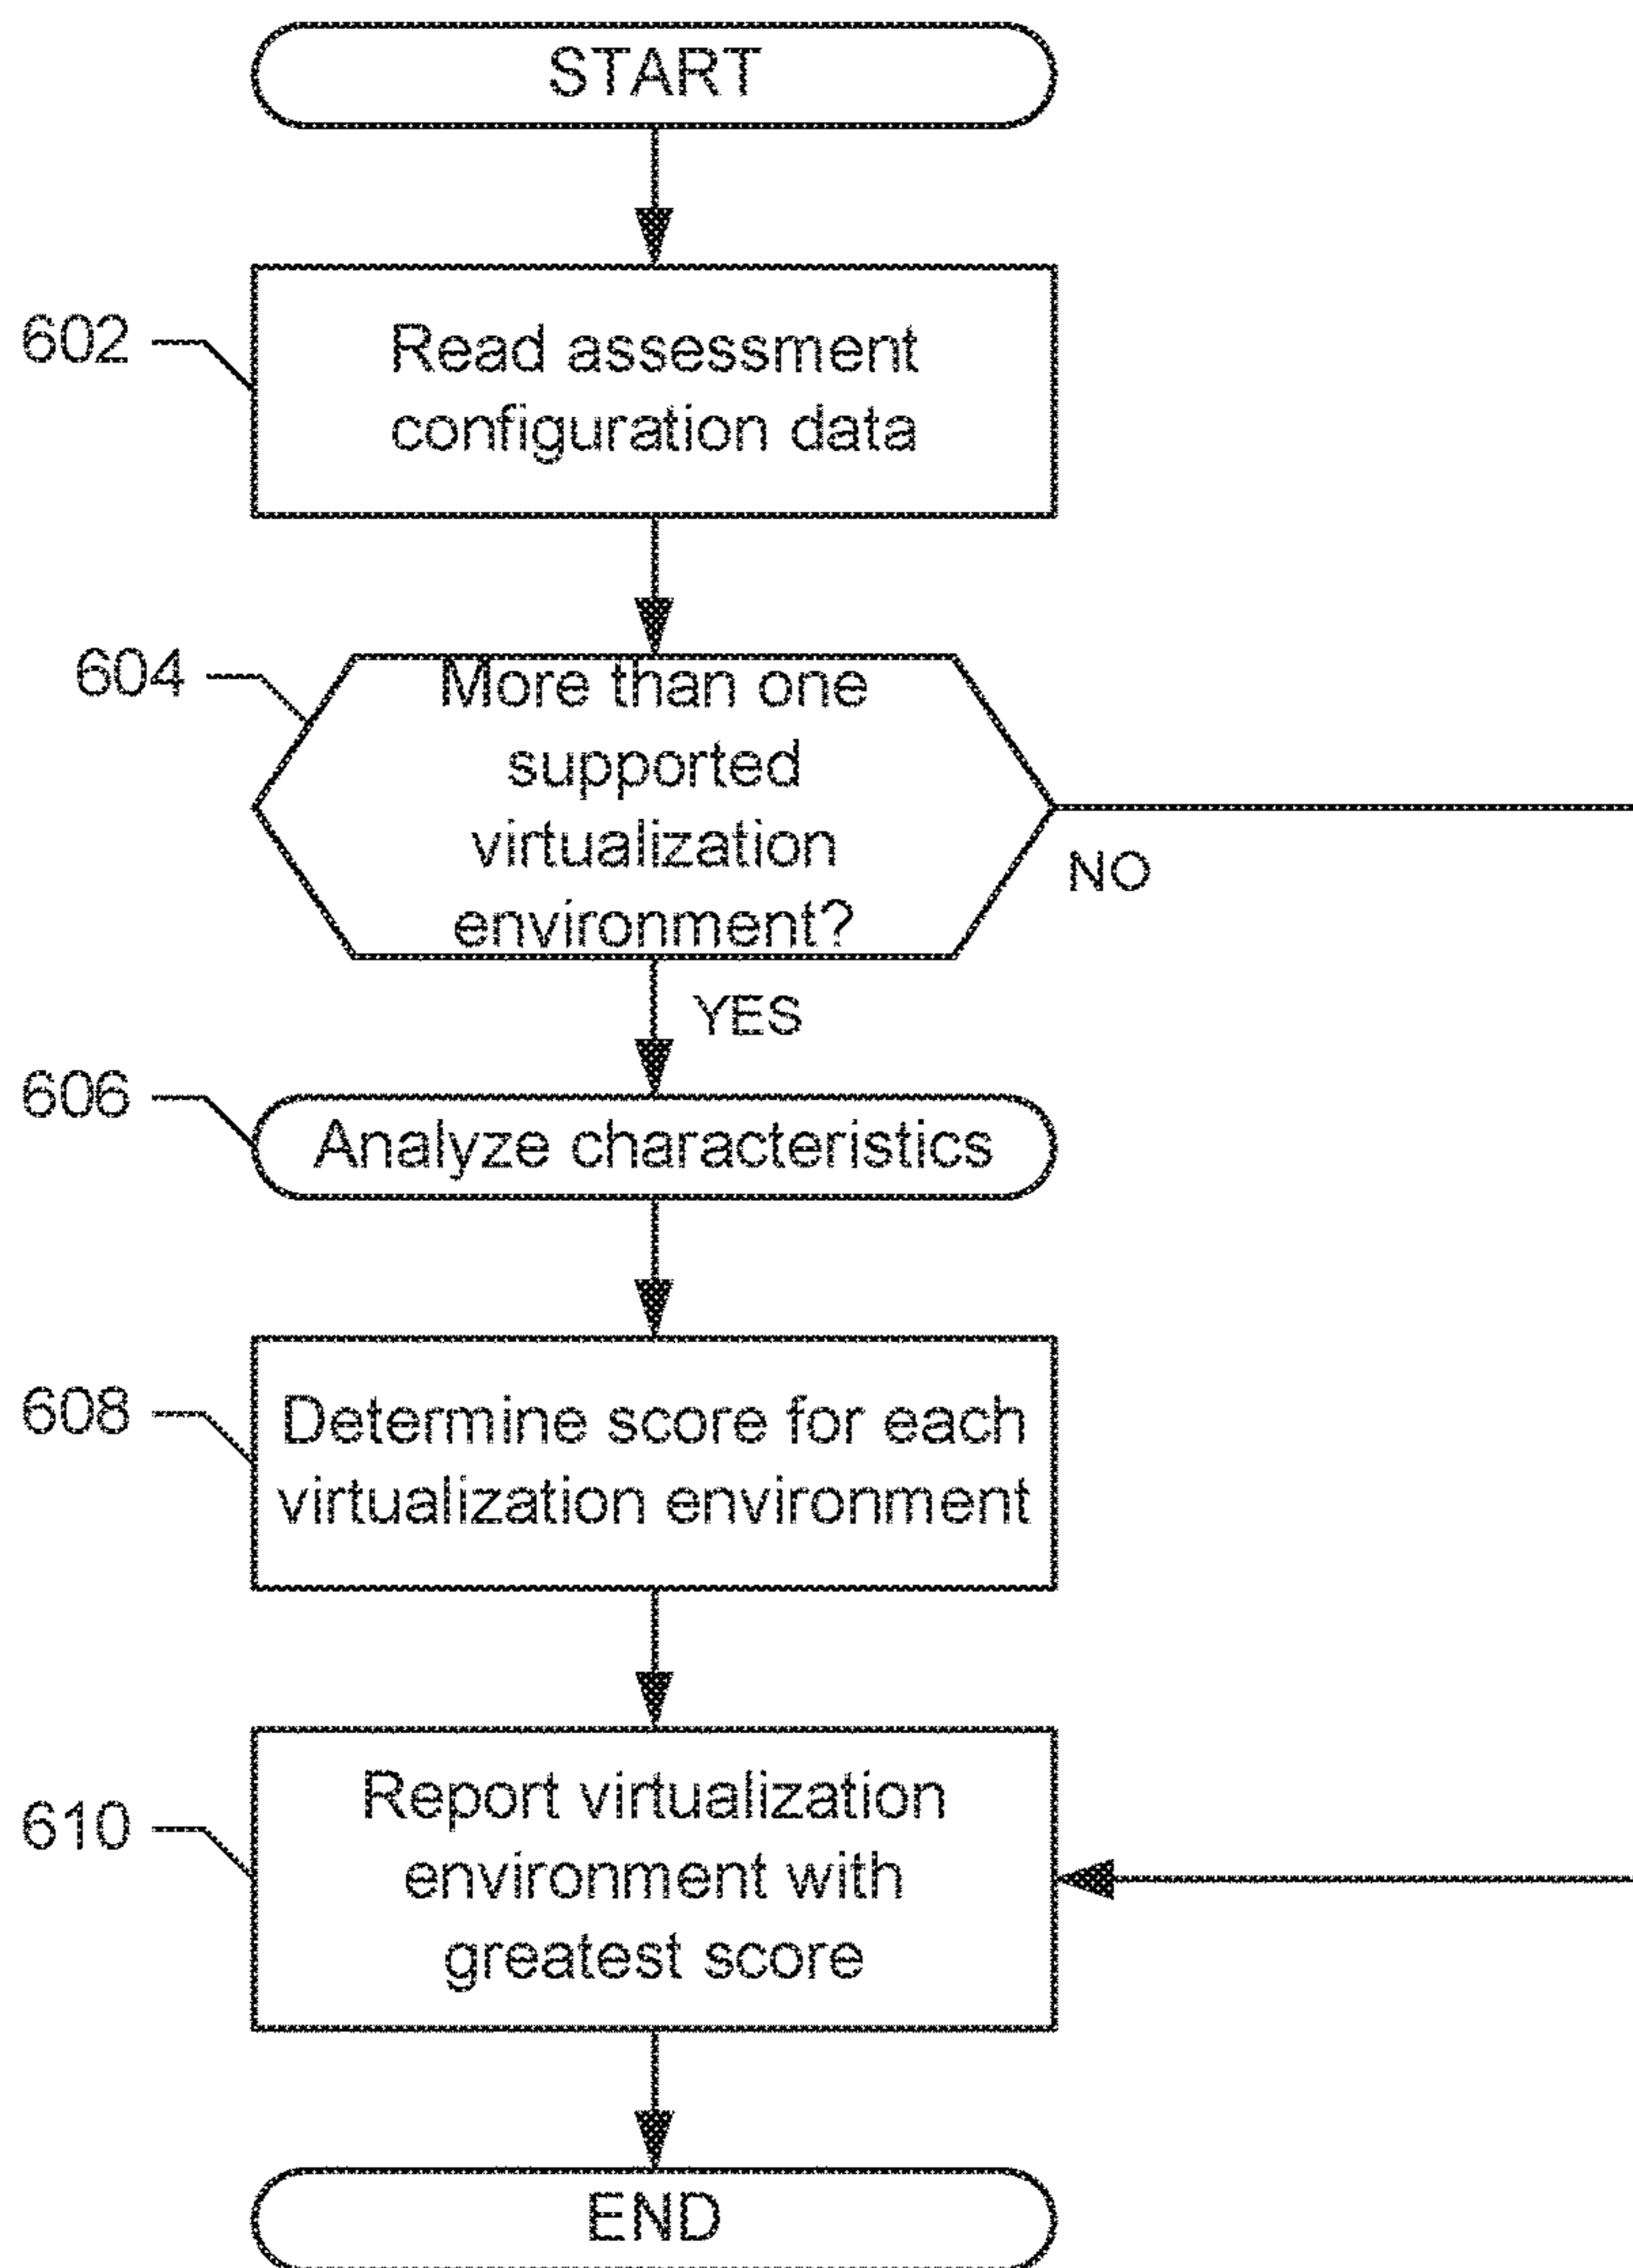 START
602
Read assessment
configuration data
604
More than one
supported
virtualization
environment?
NO
YES
606
Analyze characteristics
608
Determine score for each
virtualization environment
610
Report virtualization
environment with
greatest score
END